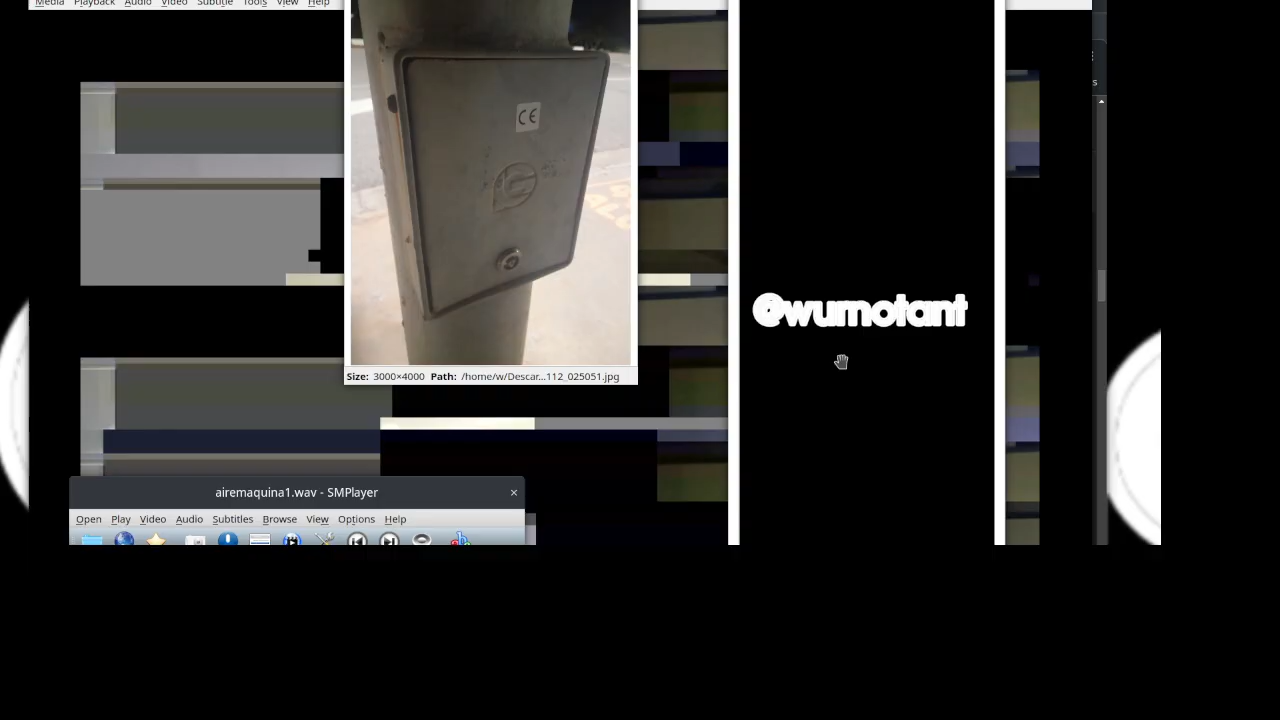 Media Playback Audio Video Subtitle Tools View Help
s
CE
@wurnotant
Size: 3000×4000 Path: /home/w/Descar...112_025051.jpg
airemaquina1.wav - SMPlayer
Open Play Video Audio Subtitles Browse View Options Help